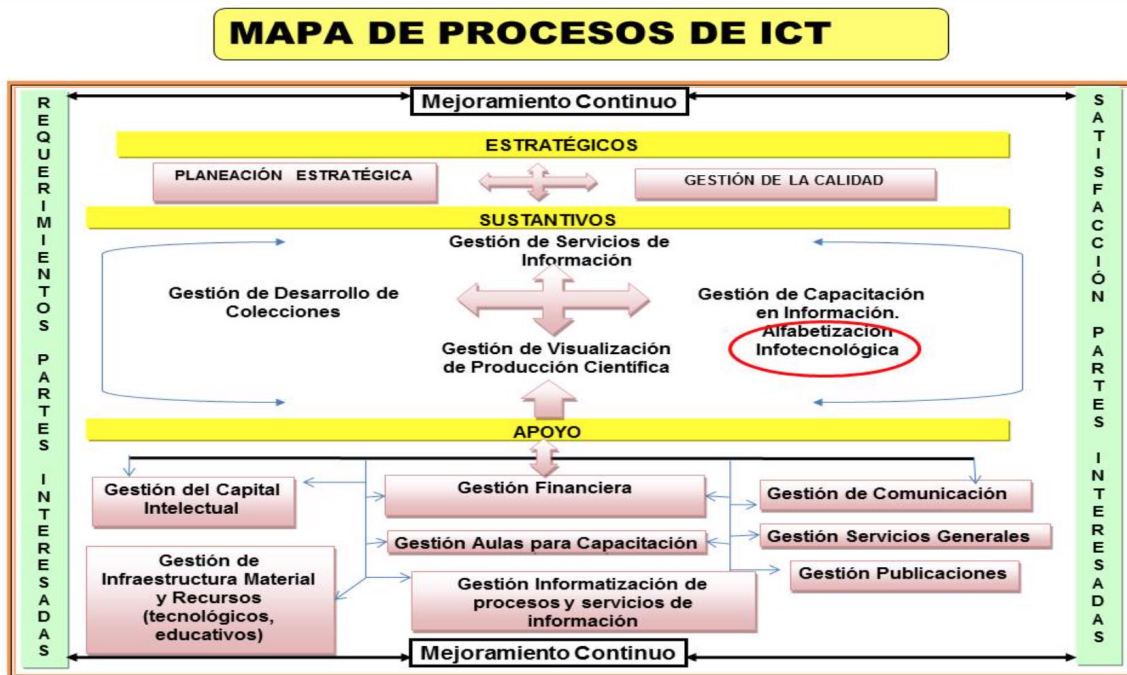 MAPA DE PROCESOS DE ICT
Mejoramiento Continuo
REQUERIMIENTOS PARTES INTERESADAS
SATISFACCIÓN PARTES INTERESADAS
ESTRATÉGICOS
PLANEACIÓN ESTRATÉGICA
GESTIÓN DE LA CALIDAD
SUSTANTIVOS
Gestión de Servicios de
Información
Gestión de Desarrollo de
Colecciones
Gestión de Capacitación
en Información.
Alfabetización
Infotecnológica
Gestión de Visualización
de Producción Científica
APOYO
Gestión del Capital
Intelectual
Gestión Financiera
Gestión de Comunicación
Gestión Aulas para Capacitación
Gestión Servicios Generales
Gestión de
Infraestructura Material
y Recursos
(tecnológicos,
educativos)
Gestión Informatización de
procesos y servicios de
información
Gestión Publicaciones
Mejoramiento Continuo